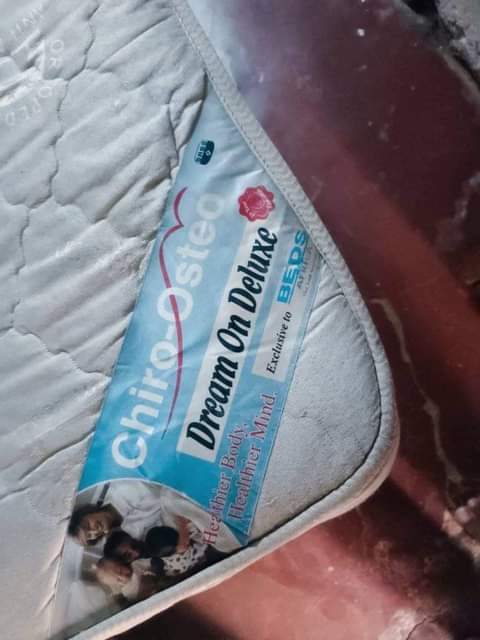 Chiro-Osteo
Dream On Deluxe
Exclusive to
BEDS
Healthier Body.
Healthier Mind.